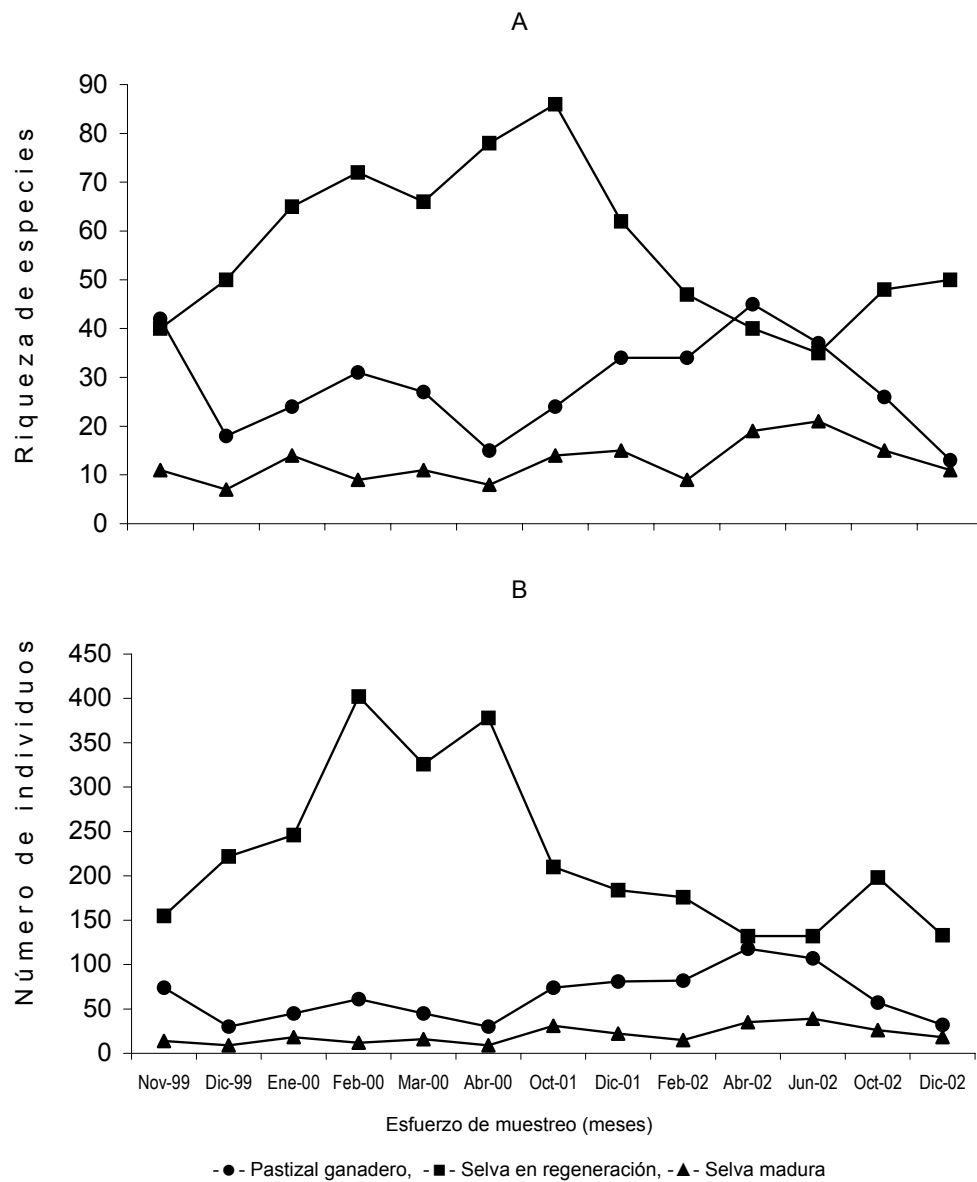 A
Riqueza de especies
90
80
70
60
50
40
30
20
10
0
B
Número de individuos
450
400
350
300
250
200
150
100
50
0
Nov-99 Dic-99 Ene-00 Feb-00 Mar-00 Abr-00 Oct-01 Dic-01 Feb-02 Abr-02 Jun-02 Oct-02 Dic-02
Esfuerzo de muestreo (meses)
-●- Pastizal ganadero, -■- Selva en regeneración, -▲- Selva madura